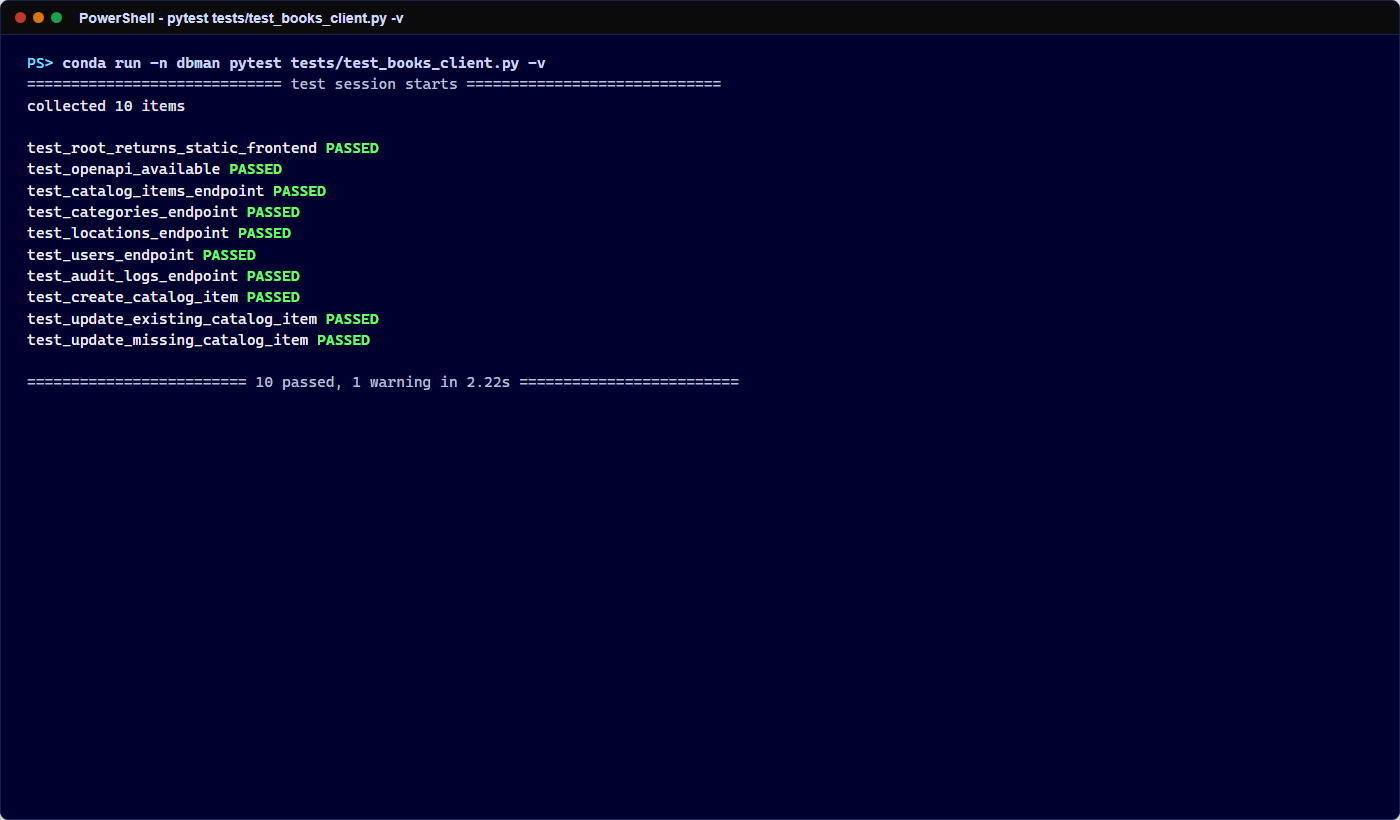 PowerShell - pytest tests/test_books_client.py -v
PS> conda run -n dbman pytest tests/test_books_client.py -v
============================= test session starts =============================
collected 10 items
test_root_returns_static_frontend PASSED
test_openapi_available PASSED
test_catalog_items_endpoint PASSED
test_categories_endpoint PASSED
test_locations_endpoint PASSED
test_users_endpoint PASSED
test_audit_logs_endpoint PASSED
test_create_catalog_item PASSED
test_update_existing_catalog_item PASSED
test_update_missing_catalog_item PASSED
========================= 10 passed, 1 warning in 2.22s =========================